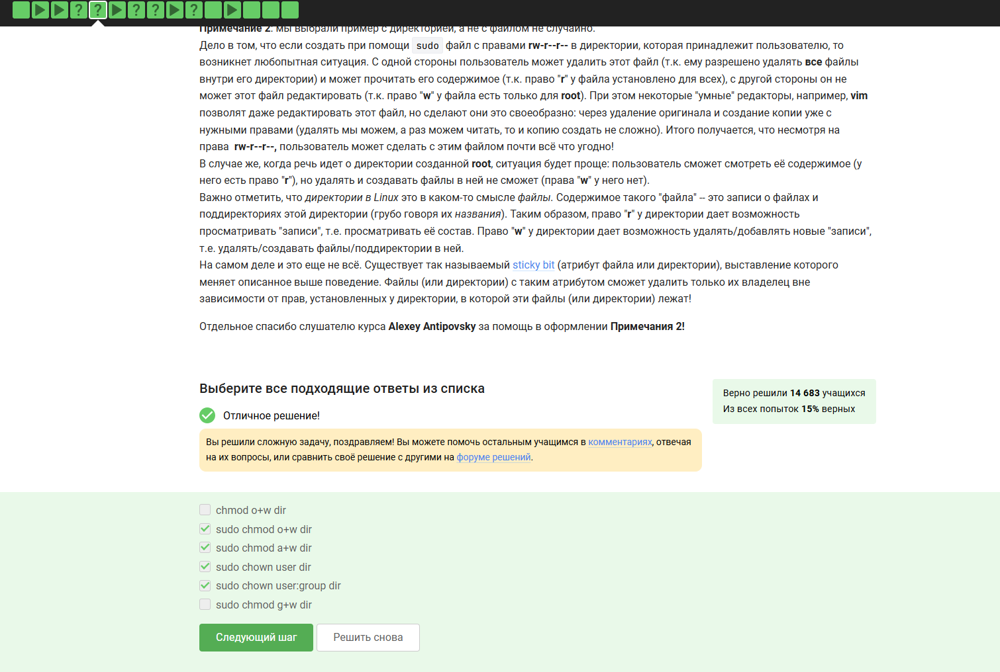 ? ? ? ? ?
Примечание 2: мы выбрали пример с директорией, а не с файлом не случайно.
Дело в том, что если создать при помощи sudo файл с правами rw-r--r-- в директории, которая принадлежит пользователю, то
возникнет любопытная ситуация. С одной стороны пользователь может удалить этот файл (т.к. ему разрешено удалять все файлы
внутри его директории) и может прочитать его содержимое (т.к. право "r" у файла установлено для всех), с другой стороны он не
может этот файл редактировать (т.к. право "w" у файла есть только для root). При этом некоторые "умные" редакторы, например, vim
позволят даже редактировать этот файл, но сделают они это своеобразно: через удаление оригинала и создание копии уже с
нужными правами (удалять мы можем, а раз можем читать, то и копию создать не сложно). Итого получается, что несмотря на
права rw-r--r--, пользователь может сделать с этим файлом почти всё что угодно!
В случае же, когда речь идет о директории созданной root, ситуация будет проще: пользователь сможет смотреть её содержимое (у
него есть право "r"), но удалять и создавать файлы в ней не сможет (права "w" у него нет).
Важно отметить, что директории в Linux это в каком-то смысле файлы. Содержимое такого "файла" -- это записи о файлах и
поддиректориях этой директории (грубо говоря их названия). Таким образом, право "r" у директории дает возможность
просматривать "записи", т.е. просматривать её состав. Право "w" у директории дает возможность удалять/добавлять новые "записи",
т.е. удалять/создавать файлы/поддиректории в ней.
На самом деле и это еще не всё. Существует так называемый sticky bit (атрибут файла или директории), выставление которого
меняет описанное выше поведение. Файлы (или директории) с таким атрибутом сможет удалить только их владелец вне
зависимости от прав, установленных у директории, в которой эти файлы (или директории) лежат!
Отдельное спасибо слушателю курса Alexey Antipovsky за помощь в оформлении Примечания 2!
Выберите все подходящие ответы из списка
Верно решили 14 683 учащихся
Из всех попыток 15% верных
Отличное решение!
Вы решили сложную задачу, поздравляем! Вы можете помочь остальным учащимся в комментариях, отвечая
на их вопросы, или сравнить своё решение с другими на форуме решений.
chmod o+w dir
sudo chmod o+w dir
sudo chmod a+w dir
sudo chown user dir
sudo chown user:group dir
sudo chmod g+w dir
Следующий шаг
Решить снова